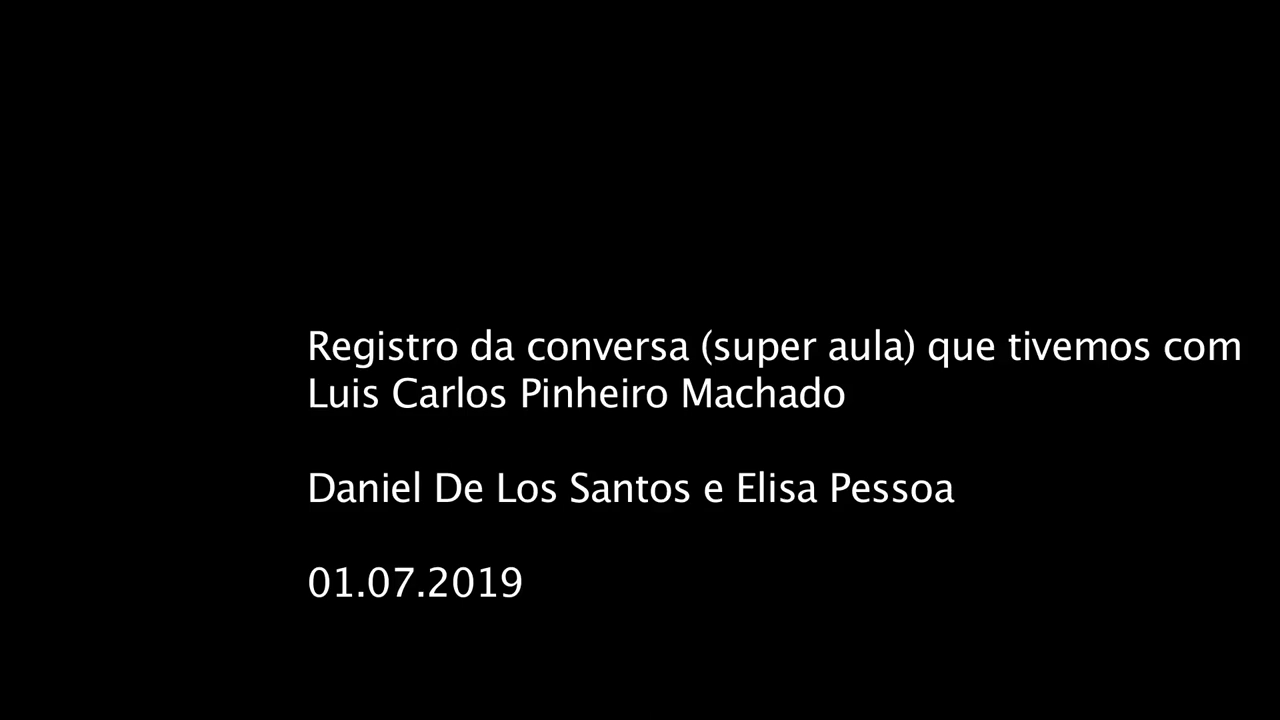 Registro da conversa (super aula) que tivemos com
Luis Carlos Pinheiro Machado
Daniel De Los Santos e Elisa Pessoa
01.07.2019